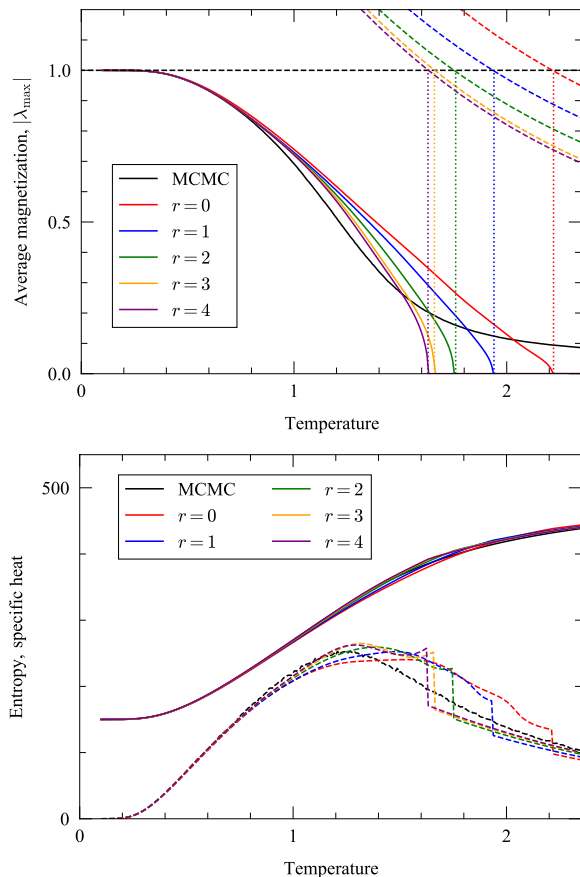 Average magnetization, |λmax|
1.0
0.5
0.0
MCMC
r = 0
r = 1
r = 2
r = 3
r = 4
0
1
2
Temperature
Entropy, specific heat
500
0
MCMC
r = 0
r = 1
r = 2
r = 3
r = 4
0
1
2
Temperature